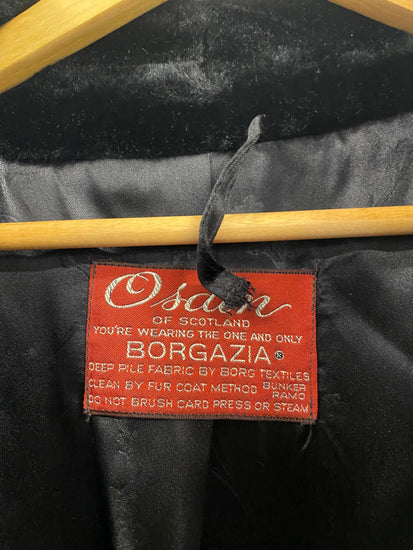 Osdin
OF SCOTLAND
YOU'RE WEARING THE ONE AND ONLY
BORGAZIA®
DEEP PILE FABRIC BY BORG TEXTILES
CLEAN BY FUR COAT METHOD BUNKER RAMO
DO NOT BRUSH CARD PRESS OR STEAM